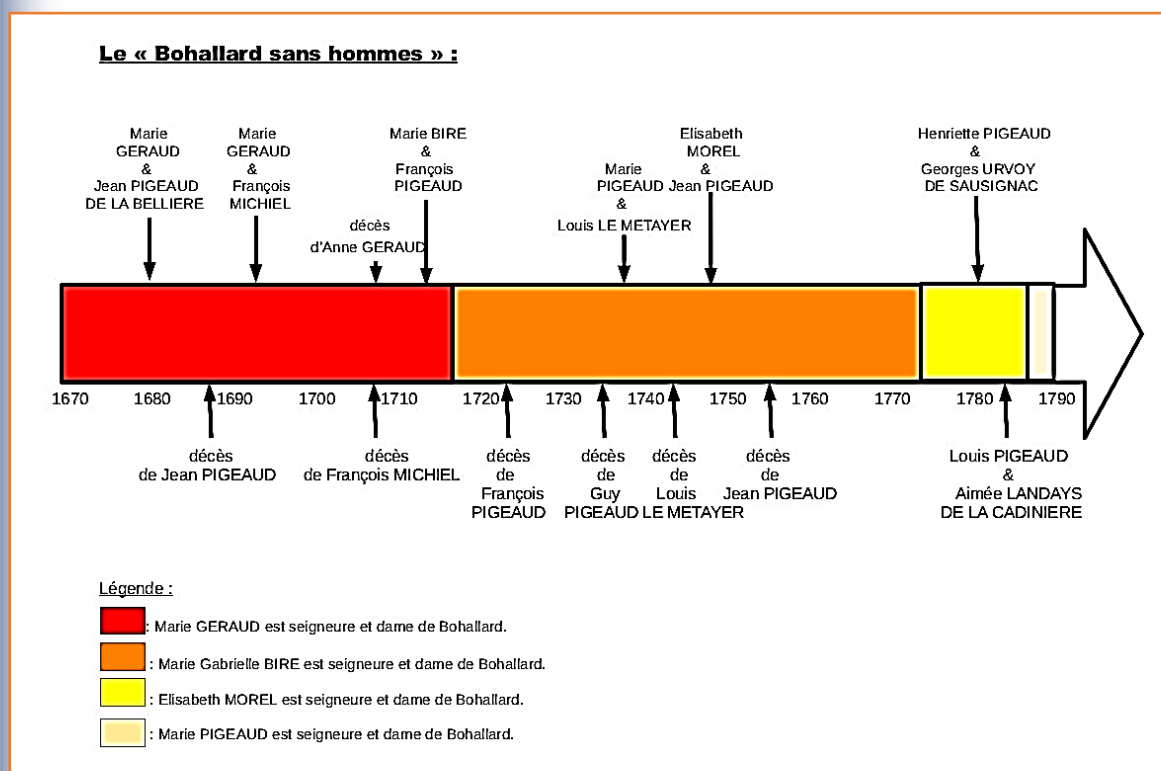 Le « Bohallard sans hommes » :
Marie
GERAUD
&
Jean PIGEAUD
DE LA BELLIERE
Marie
GERAUD
&
François
MICHIEL
décès
d'Anne GERAUD
Marie BIRE
&
François
PIGEAUD
Marie
PIGEAUD
&
Louis LE METAYER
Elisabeth
MOREL
&
Jean PIGEAUD
Henriette PIGEAUD
&
Georges URVOY
DE SAUSIGNAC
1670 1680 1690 1700 1710 1720 1730 1740 1750 1760 1770 1780 1790
décès
de Jean PIGEAUD
décès
de François MICHIEL
décès
de
François
PIGEAUD
décès
de
Guy
PIGEAUD
décès
de
Louis
LE METAYER
décès
de
Jean PIGEAUD
Louis PIGEAUD
&
Aimée LANDAYS
DE LA CADINIERE
Légende :
: Marie GERAUD est seigneure et dame de Bohallard.
: Marie Gabrielle BIRE est seigneure et dame de Bohallard.
: Elisabeth MOREL est seigneure et dame de Bohallard.
: Marie PIGEAUD est seigneure et dame de Bohallard.